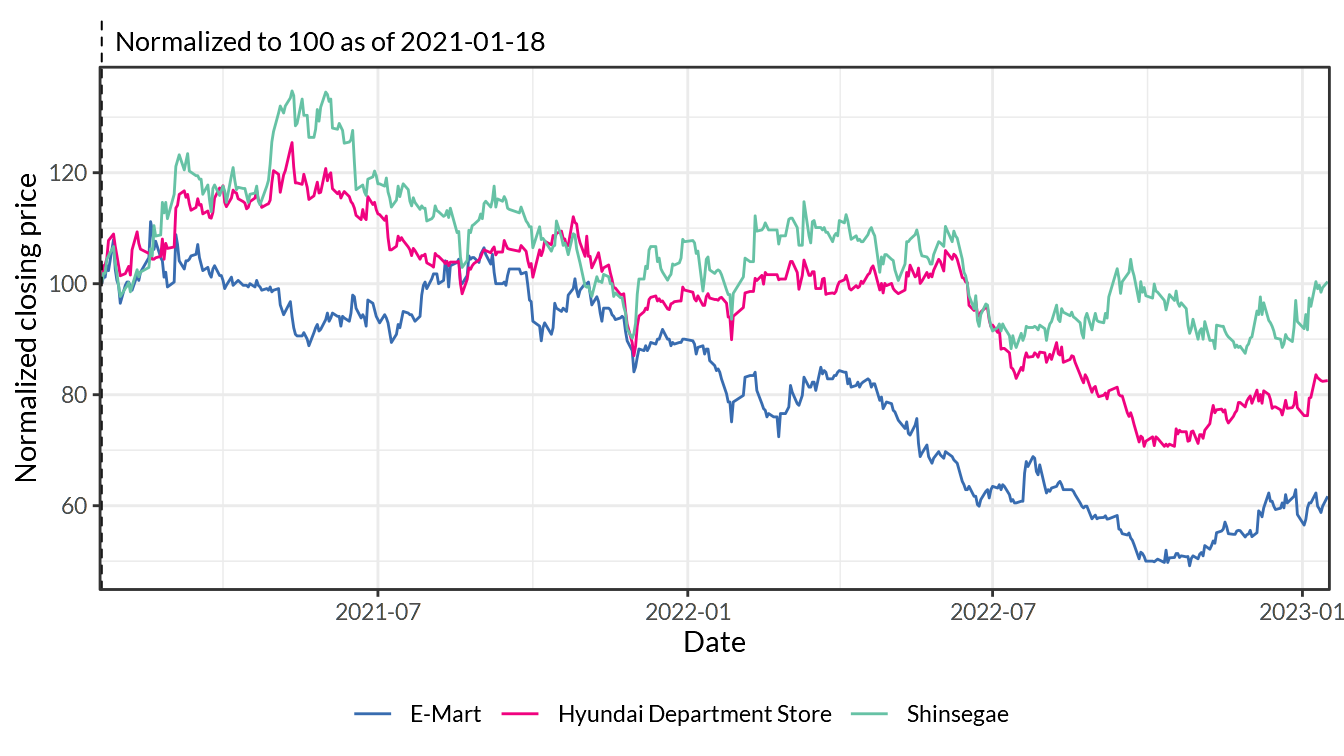 Normalized to 100 as of 2021-01-18
Normalized closing price
120
100
80
60
2021-07
2022-01
2022-07
2023-01
Date
E-Mart
Hyundai Department Store
Shinsegae